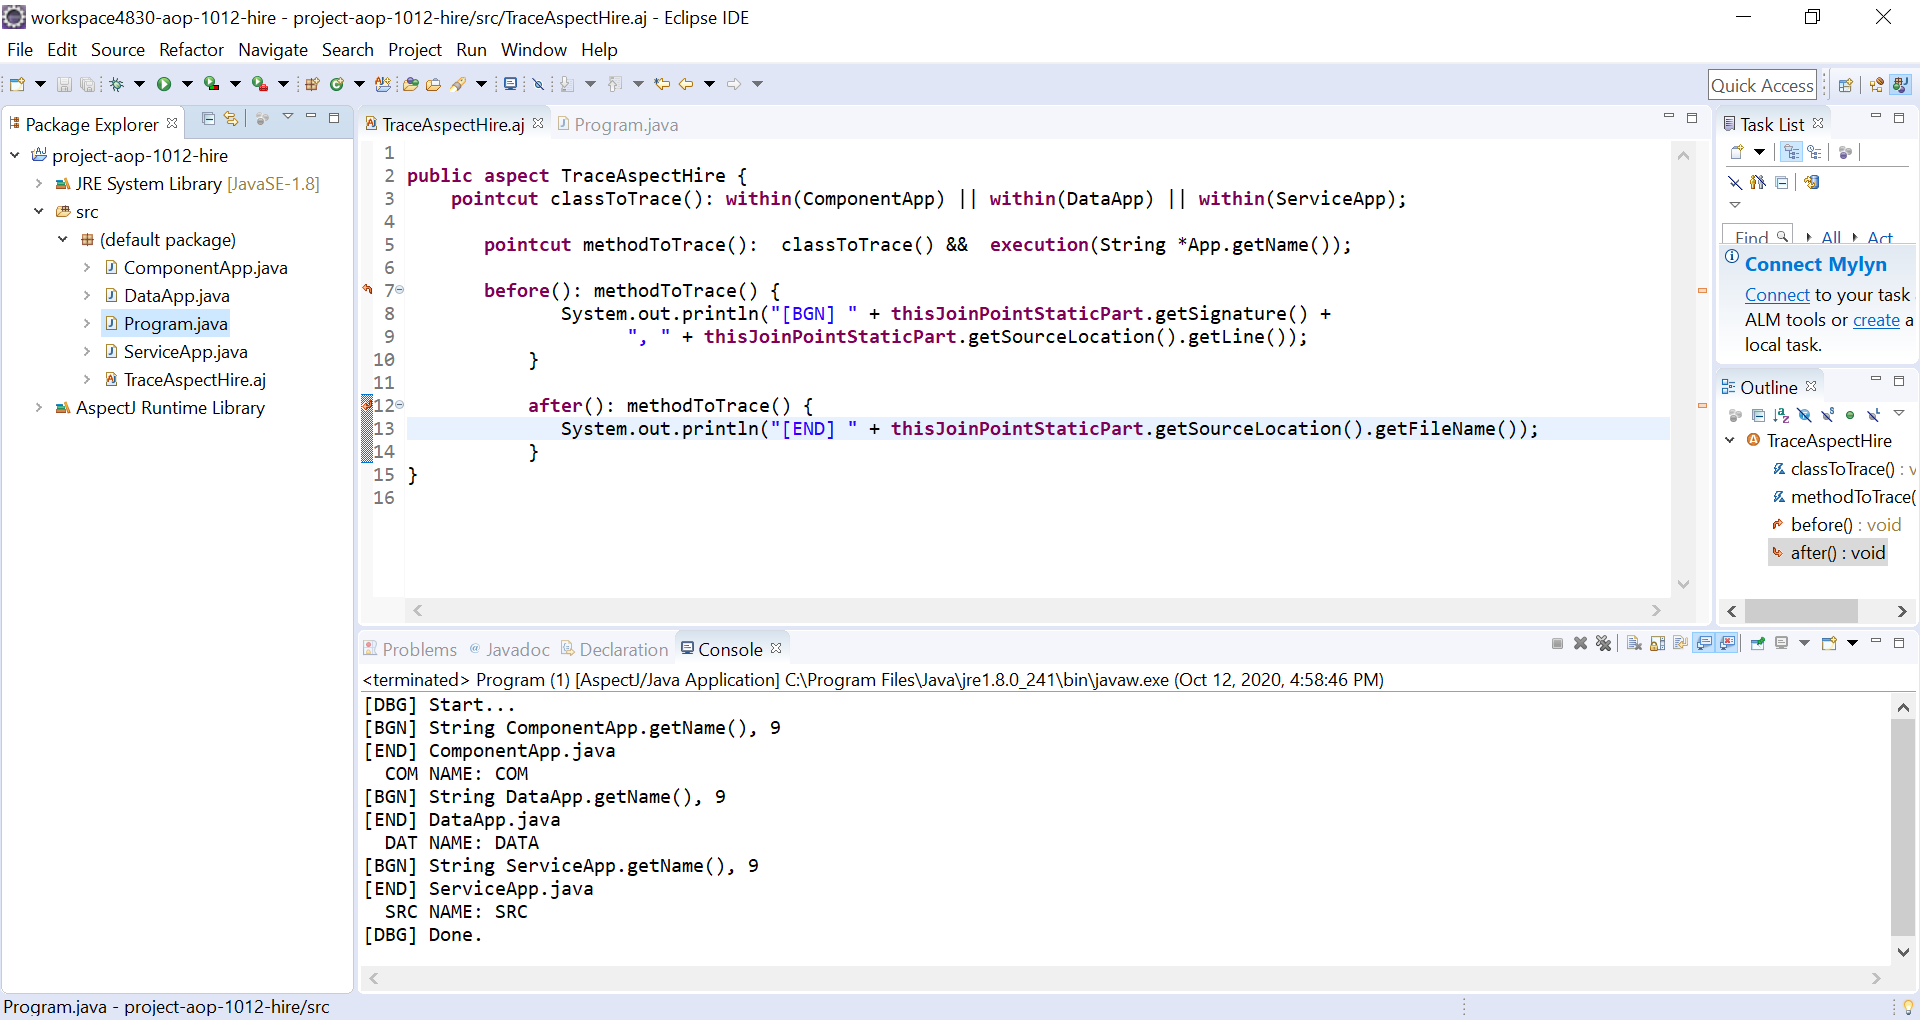 workspace4830-aop-1012-hire - project-aop-1012-hire/src/TraceAspectHire.aj - Eclipse IDE
File Edit Source Refactor Navigate Search Project Run Window Help
Quick Access
Package Explorer
project-aop-1012-hire
JRE System Library [JavaSE-1.8]
src
(default package)
ComponentApp.java
DataApp.java
Program.java
ServiceApp.java
TraceAspectHire.aj
AspectJ Runtime Library
TraceAspectHire.aj Program.java
1
2 public aspect TraceAspectHire {
3 pointcut classToTrace(): within(ComponentApp) || within(DataApp) || within(ServiceApp);
4
5 pointcut methodToTrace():  classToTrace() &&  execution(String *App.getName());
6
7 before(): methodToTrace() {
8 System.out.println("[BGN] " + thisJoinPointStaticPart.getSignature() +
9 ", " + thisJoinPointStaticPart.getSourceLocation().getLine());
10 }
11
12 after(): methodToTrace() {
13 System.out.println("[END] " + thisJoinPointStaticPart.getSourceLocation().getFileName());
14 }
15 }
16
Task List
Find All Act
Connect Mylyn
Connect to your task
ALM tools or create a
local task.
Outline
TraceAspectHire
classToTrace() : v
methodToTrace(
before() : void
after() : void
Problems @ Javadoc Declaration Console
<terminated> Program (1) [AspectJ/Java Application] C:\Program Files\Java\jre1.8.0_241\bin\javaw.exe (Oct 12, 2020, 4:58:46 PM)
[DBG] Start...
[BGN] String ComponentApp.getName(), 9
[END] ComponentApp.java
COM NAME: COM
[BGN] String DataApp.getName(), 9
[END] DataApp.java
DAT NAME: DATA
[BGN] String ServiceApp.getName(), 9
[END] ServiceApp.java
SRC NAME: SRC
[DBG] Done.
Program.java - project-aop-1012-hire/src